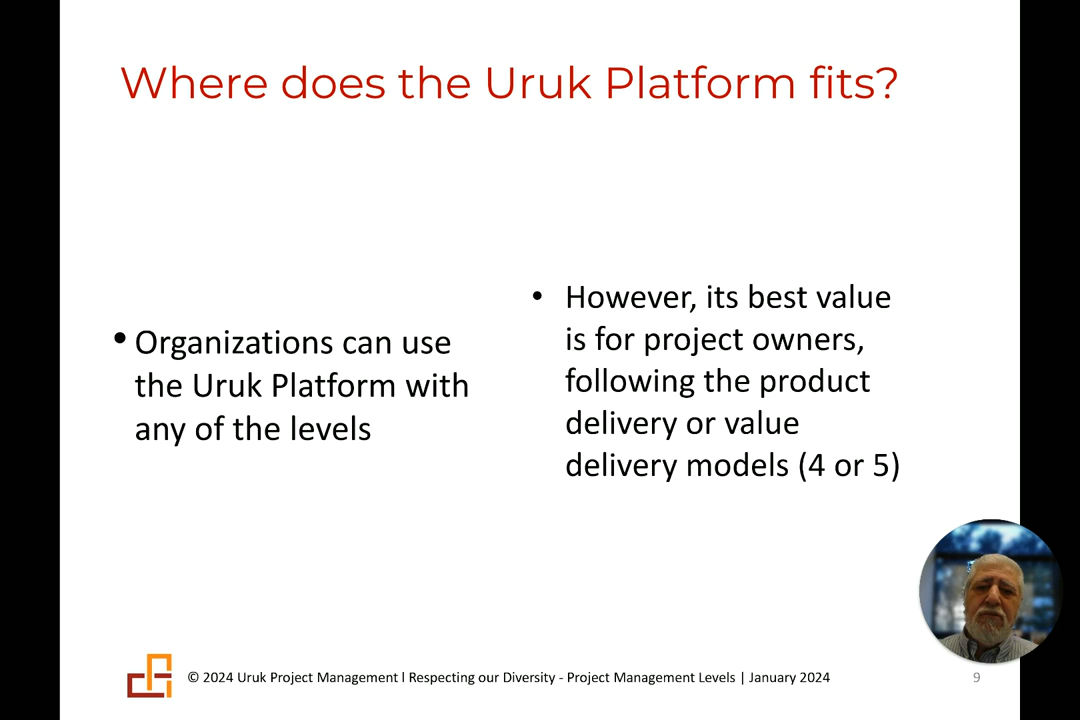 Where does the Uruk Platform fits?
• Organizations can use
the Uruk Platform with
any of the levels
• However, its best value
is for project owners,
following the product
delivery or value
delivery models (4 or 5)
© 2024 Uruk Project Management l Respecting our Diversity - Project Management Levels | January 2024
9